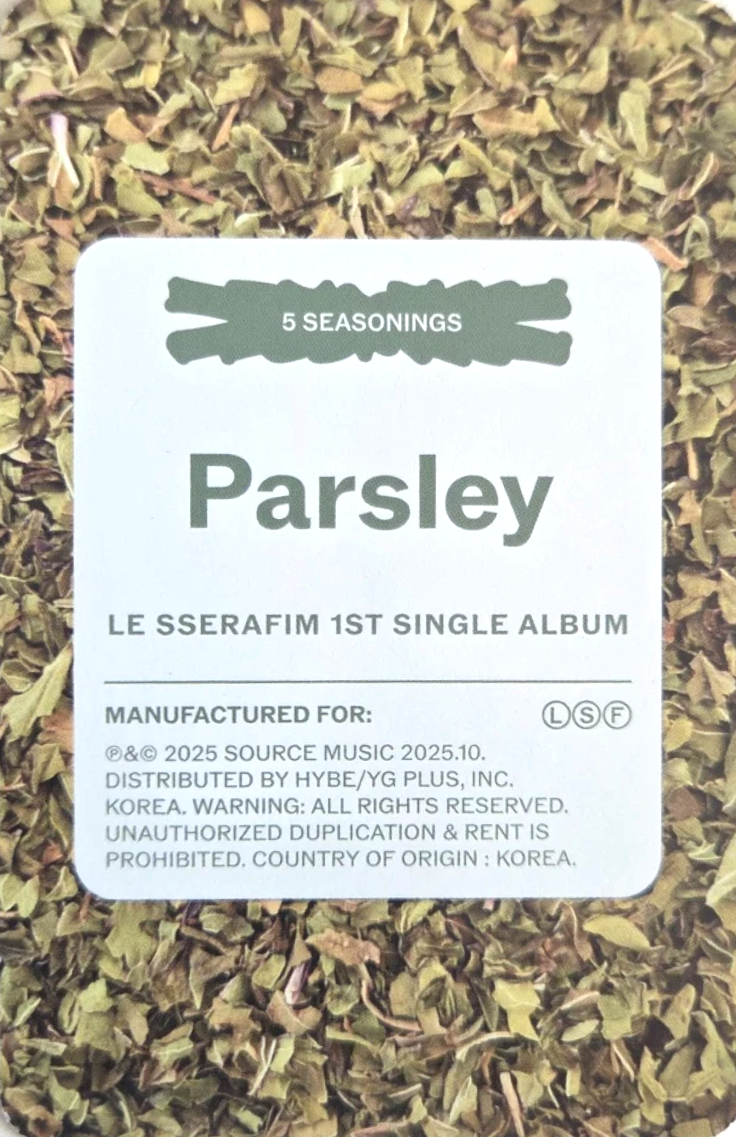 5 SEASONINGS
Parsley
LE SSERAFIM 1ST SINGLE ALBUM
MANUFACTURED FOR: ⓁⓈⒻ
℗&© 2025 SOURCE MUSIC 2025.10.
DISTRIBUTED BY HYBE/YG PLUS, INC.
KOREA. WARNING: ALL RIGHTS RESERVED.
UNAUTHORIZED DUPLICATION & RENT IS
PROHIBITED. COUNTRY OF ORIGIN : KOREA.